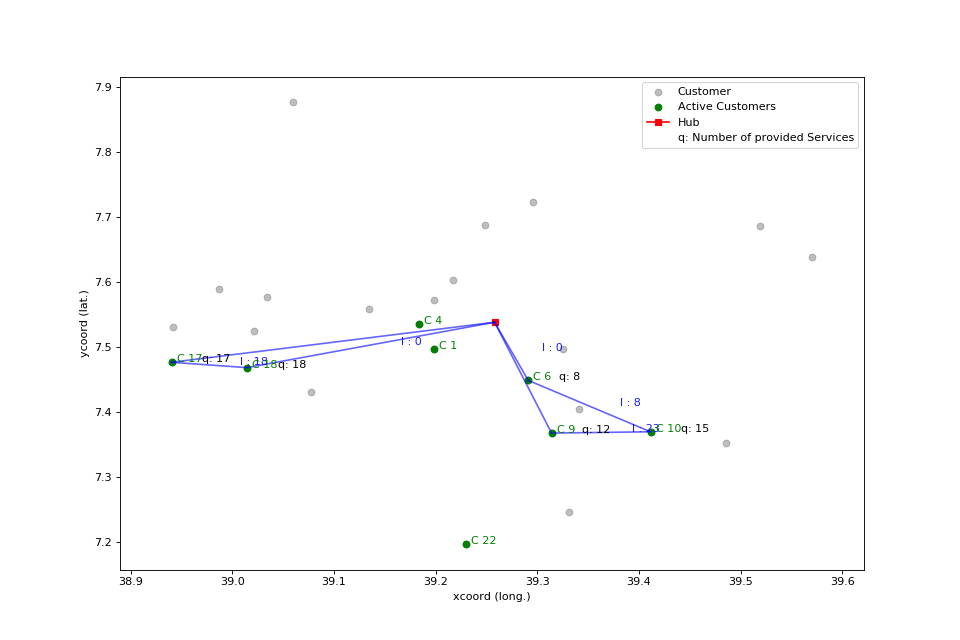 7.9
Customer
Active Customers
Hub
q: Number of provided Services
7.8
7.7
7.6
7.5
7.4
7.3
7.2
ycoord (lat.)
C 4
l : 0
C 1
l : 0
C 17 q: 17
l : 18
C 18 q: 18
C 6 q: 8
l : 8
C 9 q: 12
l : 23
C 10 q: 15
C 22
38.9 39.0 39.1 39.2 39.3 39.4 39.5 39.6
xcoord (long.)